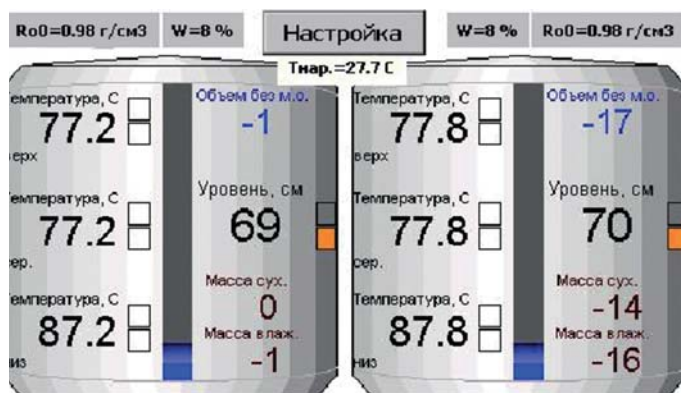 Ro0=0.98 г/см3 W=8 % Настройка W=8 % Ro0=0.98 г/см3
Тнар.=27.7 С
Температура, С
77.2
верх
Температура, С
77.2
сер.
Температура, С
87.2
низ
Объем без м.о.
-1
Уровень, см
69
Масса сух.
0
Масса влаж.
-1
Температура, С
77.8
верх
Температура, С
77.8
сер.
Температура, С
87.8
низ
Объем без м.о.
-17
Уровень, см
70
Масса сух.
-14
Масса влаж.
-16